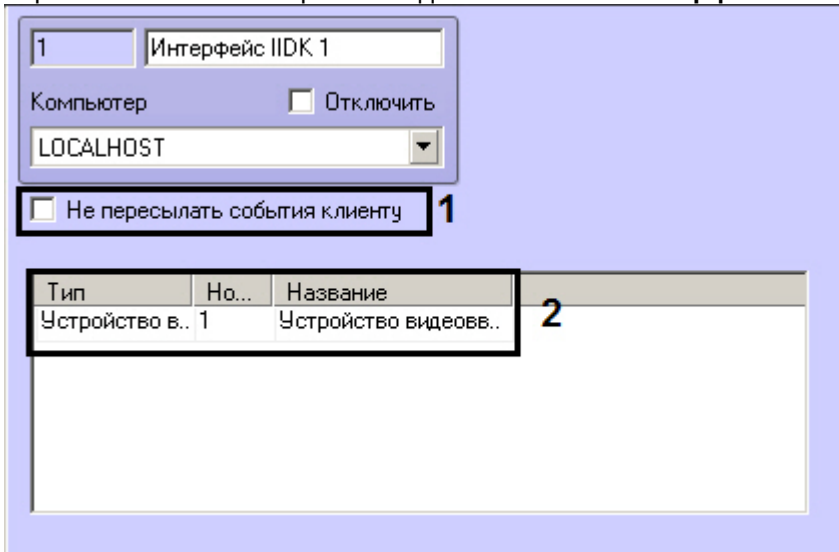 1 Интерфейс IIDK 1
Компьютер Отключить
LOCALHOST
Не пересылать события клиенту 1
Тип Но... Название
Устройство в.. 1 Устройство видеовв..
2